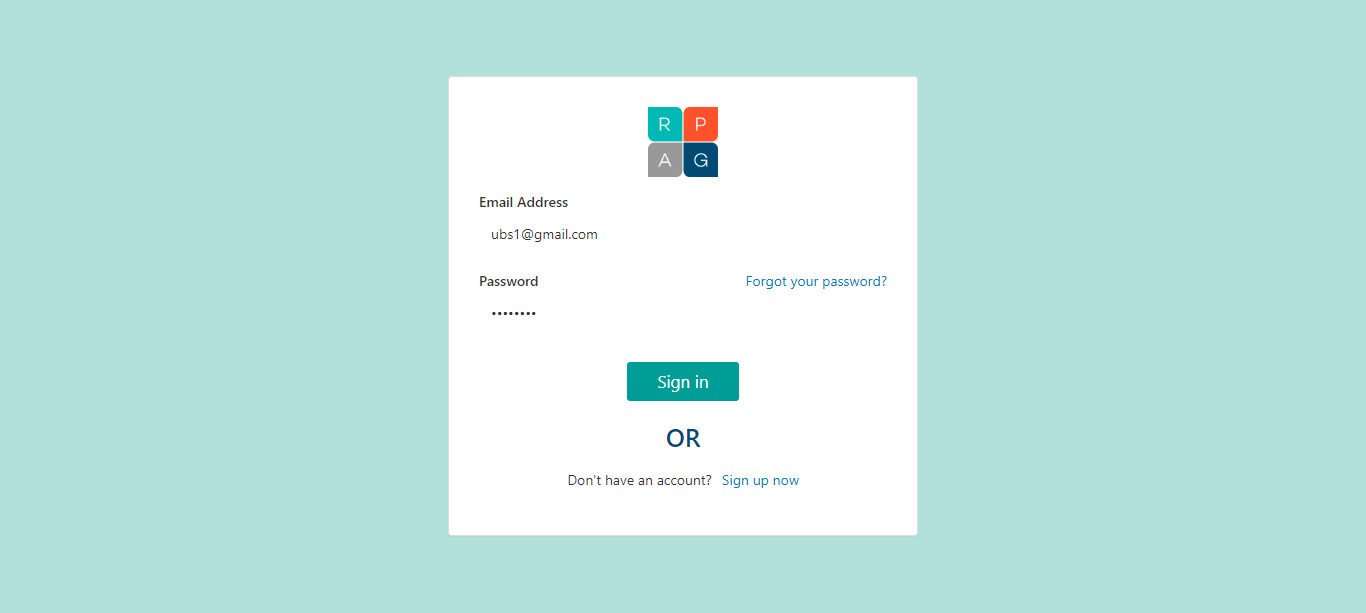 R P
A G
Email Address
ubs1@gmail.com
Password Forgot your password?
••••••••
Sign in
OR
Don't have an account? Sign up now